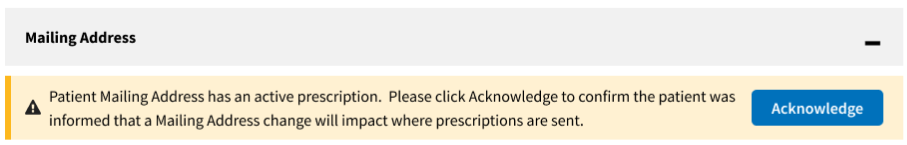 Mailing Address
Patient Mailing Address has an active prescription.  Please click Acknowledge to confirm the patient was
informed that a Mailing Address change will impact where prescriptions are sent.
Acknowledge